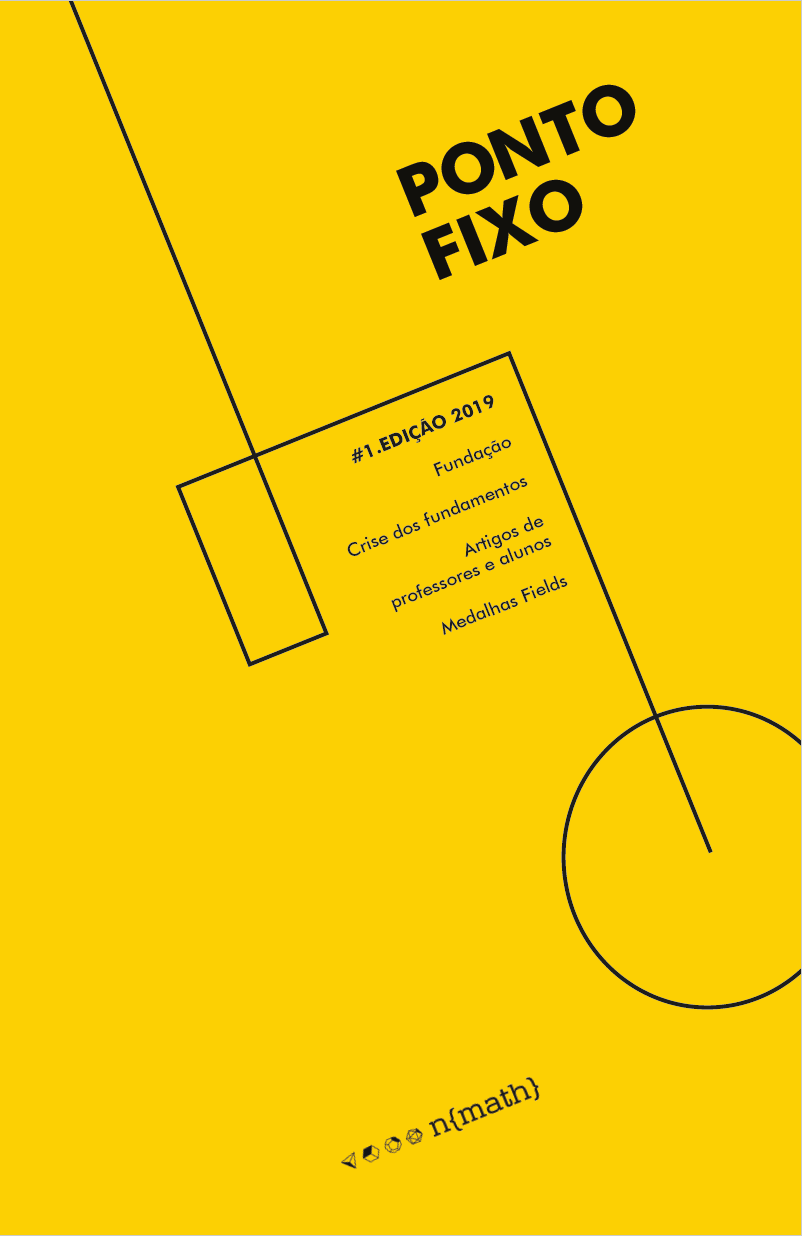 PONTO
FIXO
#1.EDIÇÃO 2019
Fundação
Crise dos fundamentos
Artigos de
professores e alunos
Medalhas Fields
n{math}